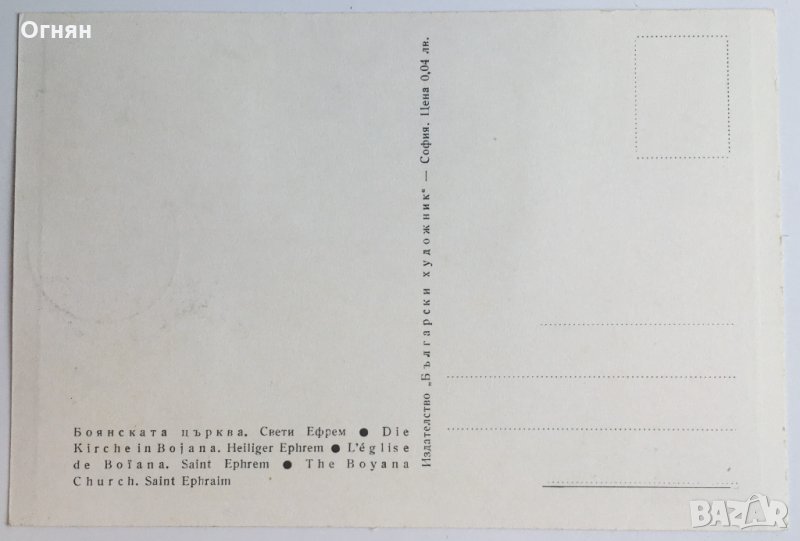 Огнян
Боянската църква. Свети Ефрем ● Die
Kirche in Bojana. Heiliger Ephrem ● L'église
de Boïana. Saint Ephrem ● The Boyana
Church. Saint Ephraim
Издателство „Български художник" — София. Цена 0,04 лв.
BAZAR